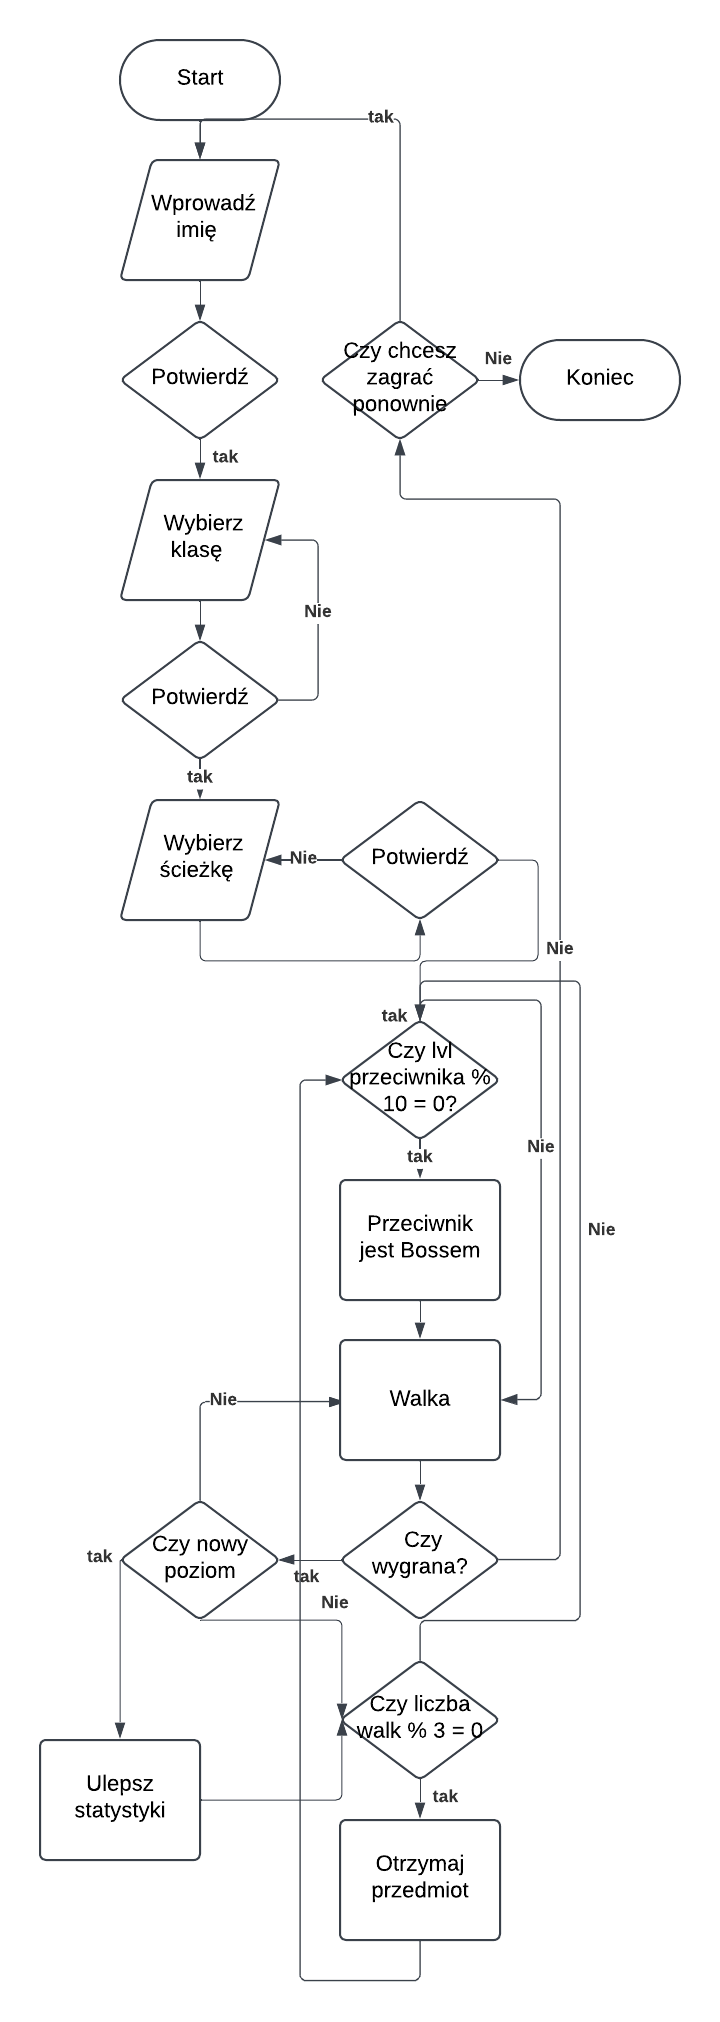 Start
tak
Wprowadź
imię
Czy chcesz
zagrać
ponownie
Nie
Koniec
Potwierdź
tak
Wybierz
klasę
Nie
Potwierdź
tak
Wybierz
ścieżkę
Nie
Potwierdź
Nie
tak
Czy lvl
przeciwnika %
10 = 0?
tak
Nie
Nie
Przeciwnik
jest Bossem
Walka
Nie
Czy nowy
poziom
tak
tak
Czy
wygrana?
Nie
Czy liczba
walk % 3 = 0
Ulepsz
statystyki
tak
Otrzymaj
przedmiot